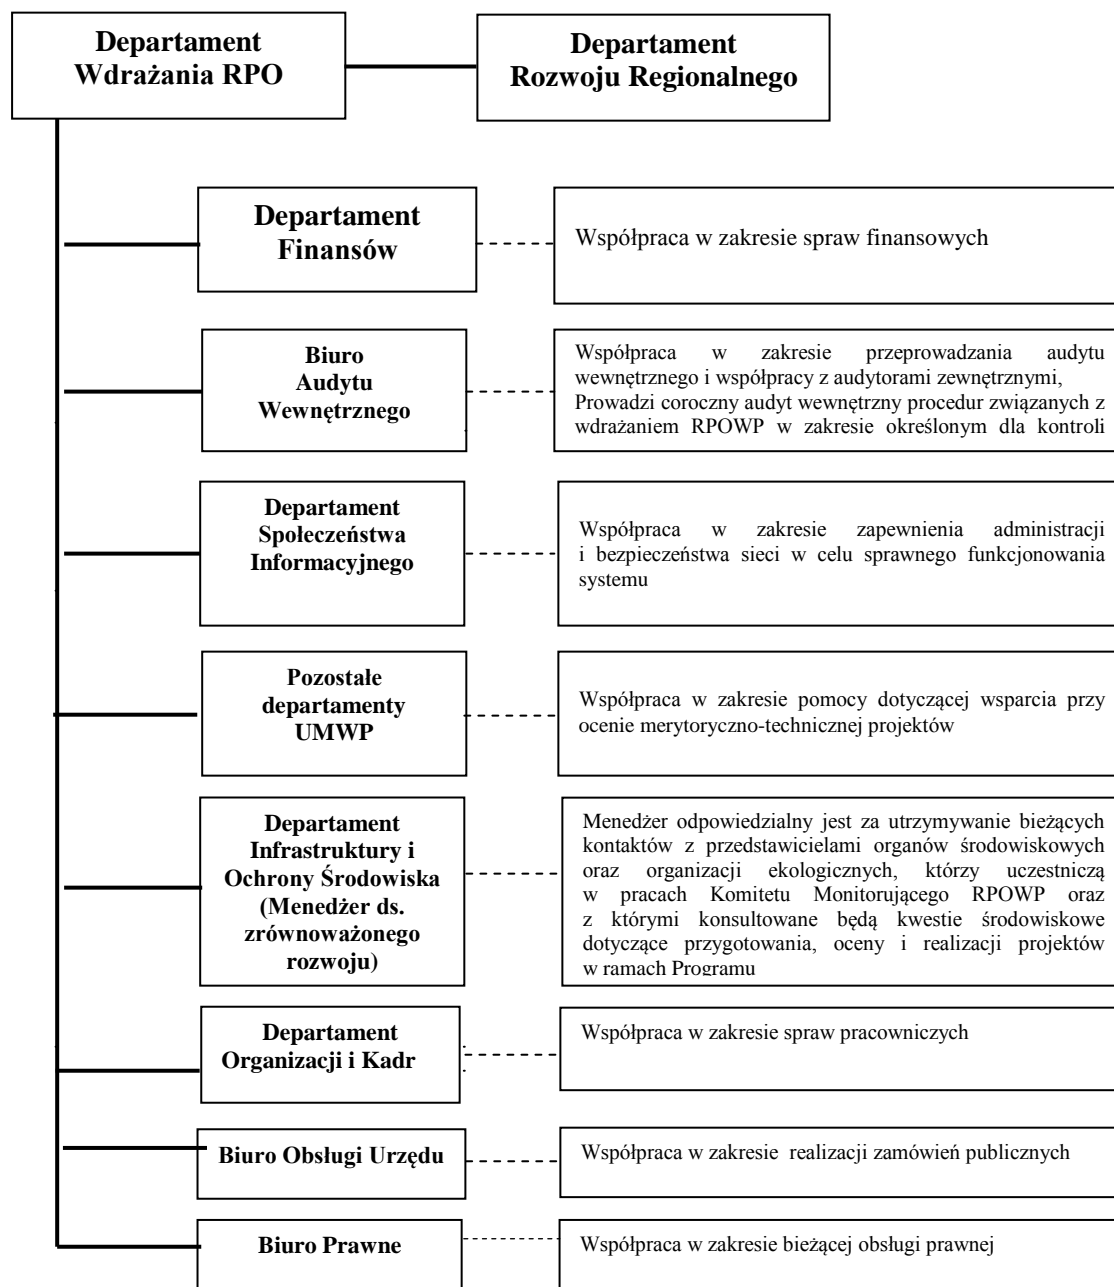 Departament
Wdrażania RPO
Departament
Rozwoju Regionalnego
Departament
Finansów
Współpraca w zakresie spraw finansowych
Biuro
Audytu
Wewnętrznego
Współpraca w zakresie przeprowadzania audytu
wewnętrznego i współpracy z audytorami zewnętrznymi,
Prowadzi coroczny audyt wewnętrzny procedur związanych z
wdrażaniem RPOWP w zakresie określonym dla kontroli
Departament
Społeczeństwa
Informacyjnego
Współpraca w zakresie zapewnienia administracji
i bezpieczeństwa sieci w celu sprawnego funkcjonowania
systemu
Pozostałe
departamenty
UMWP
Współpraca w zakresie pomocy dotyczącej wsparcia przy
ocenie merytoryczno-technicznej projektów
Departament
Infrastruktury i
Ochrony Środowiska
(Menedżer ds.
zrównoważonego
rozwoju)
Menedżer odpowiedzialny jest za utrzymywanie bieżących
kontaktów z przedstawicielami organów środowiskowych
oraz organizacji ekologicznych, którzy uczestniczą
w pracach Komitetu Monitorującego RPOWP oraz
z którymi konsultowane będą kwestie środowiskowe
dotyczące przygotowania, oceny i realizacji projektów
w ramach Programu
Departament
Organizacji i Kadr
Współpraca w zakresie spraw pracowniczych
Biuro Obsługi Urzędu
Współpraca w zakresie realizacji zamówień publicznych
Biuro Prawne
Współpraca w zakresie bieżącej obsługi prawnej